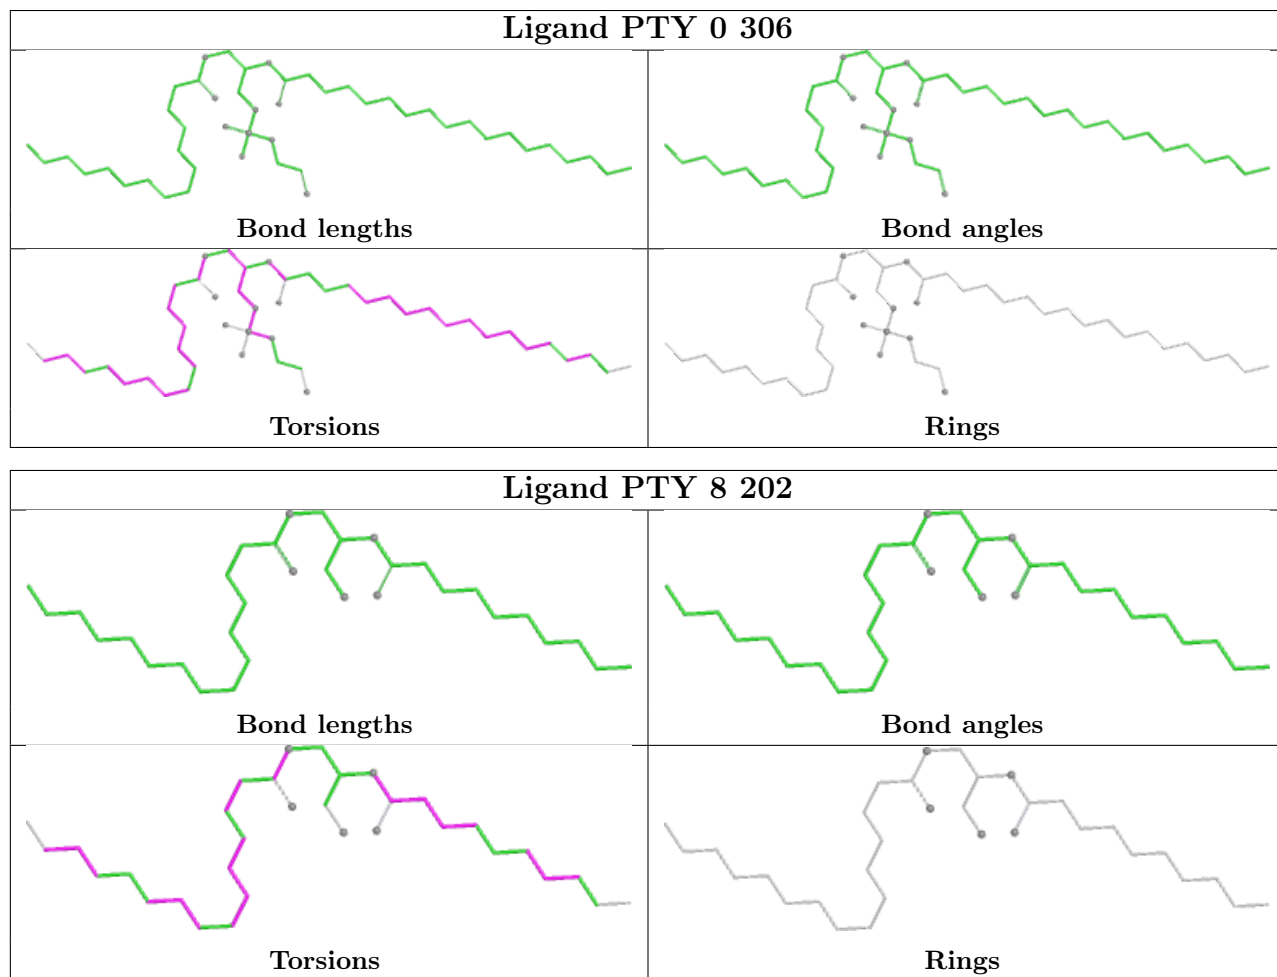 Ligand PTY 0 306
Bond lengths
Bond angles
Torsions
Rings
Ligand PTY 8 202
Bond lengths
Bond angles
Torsions
Rings